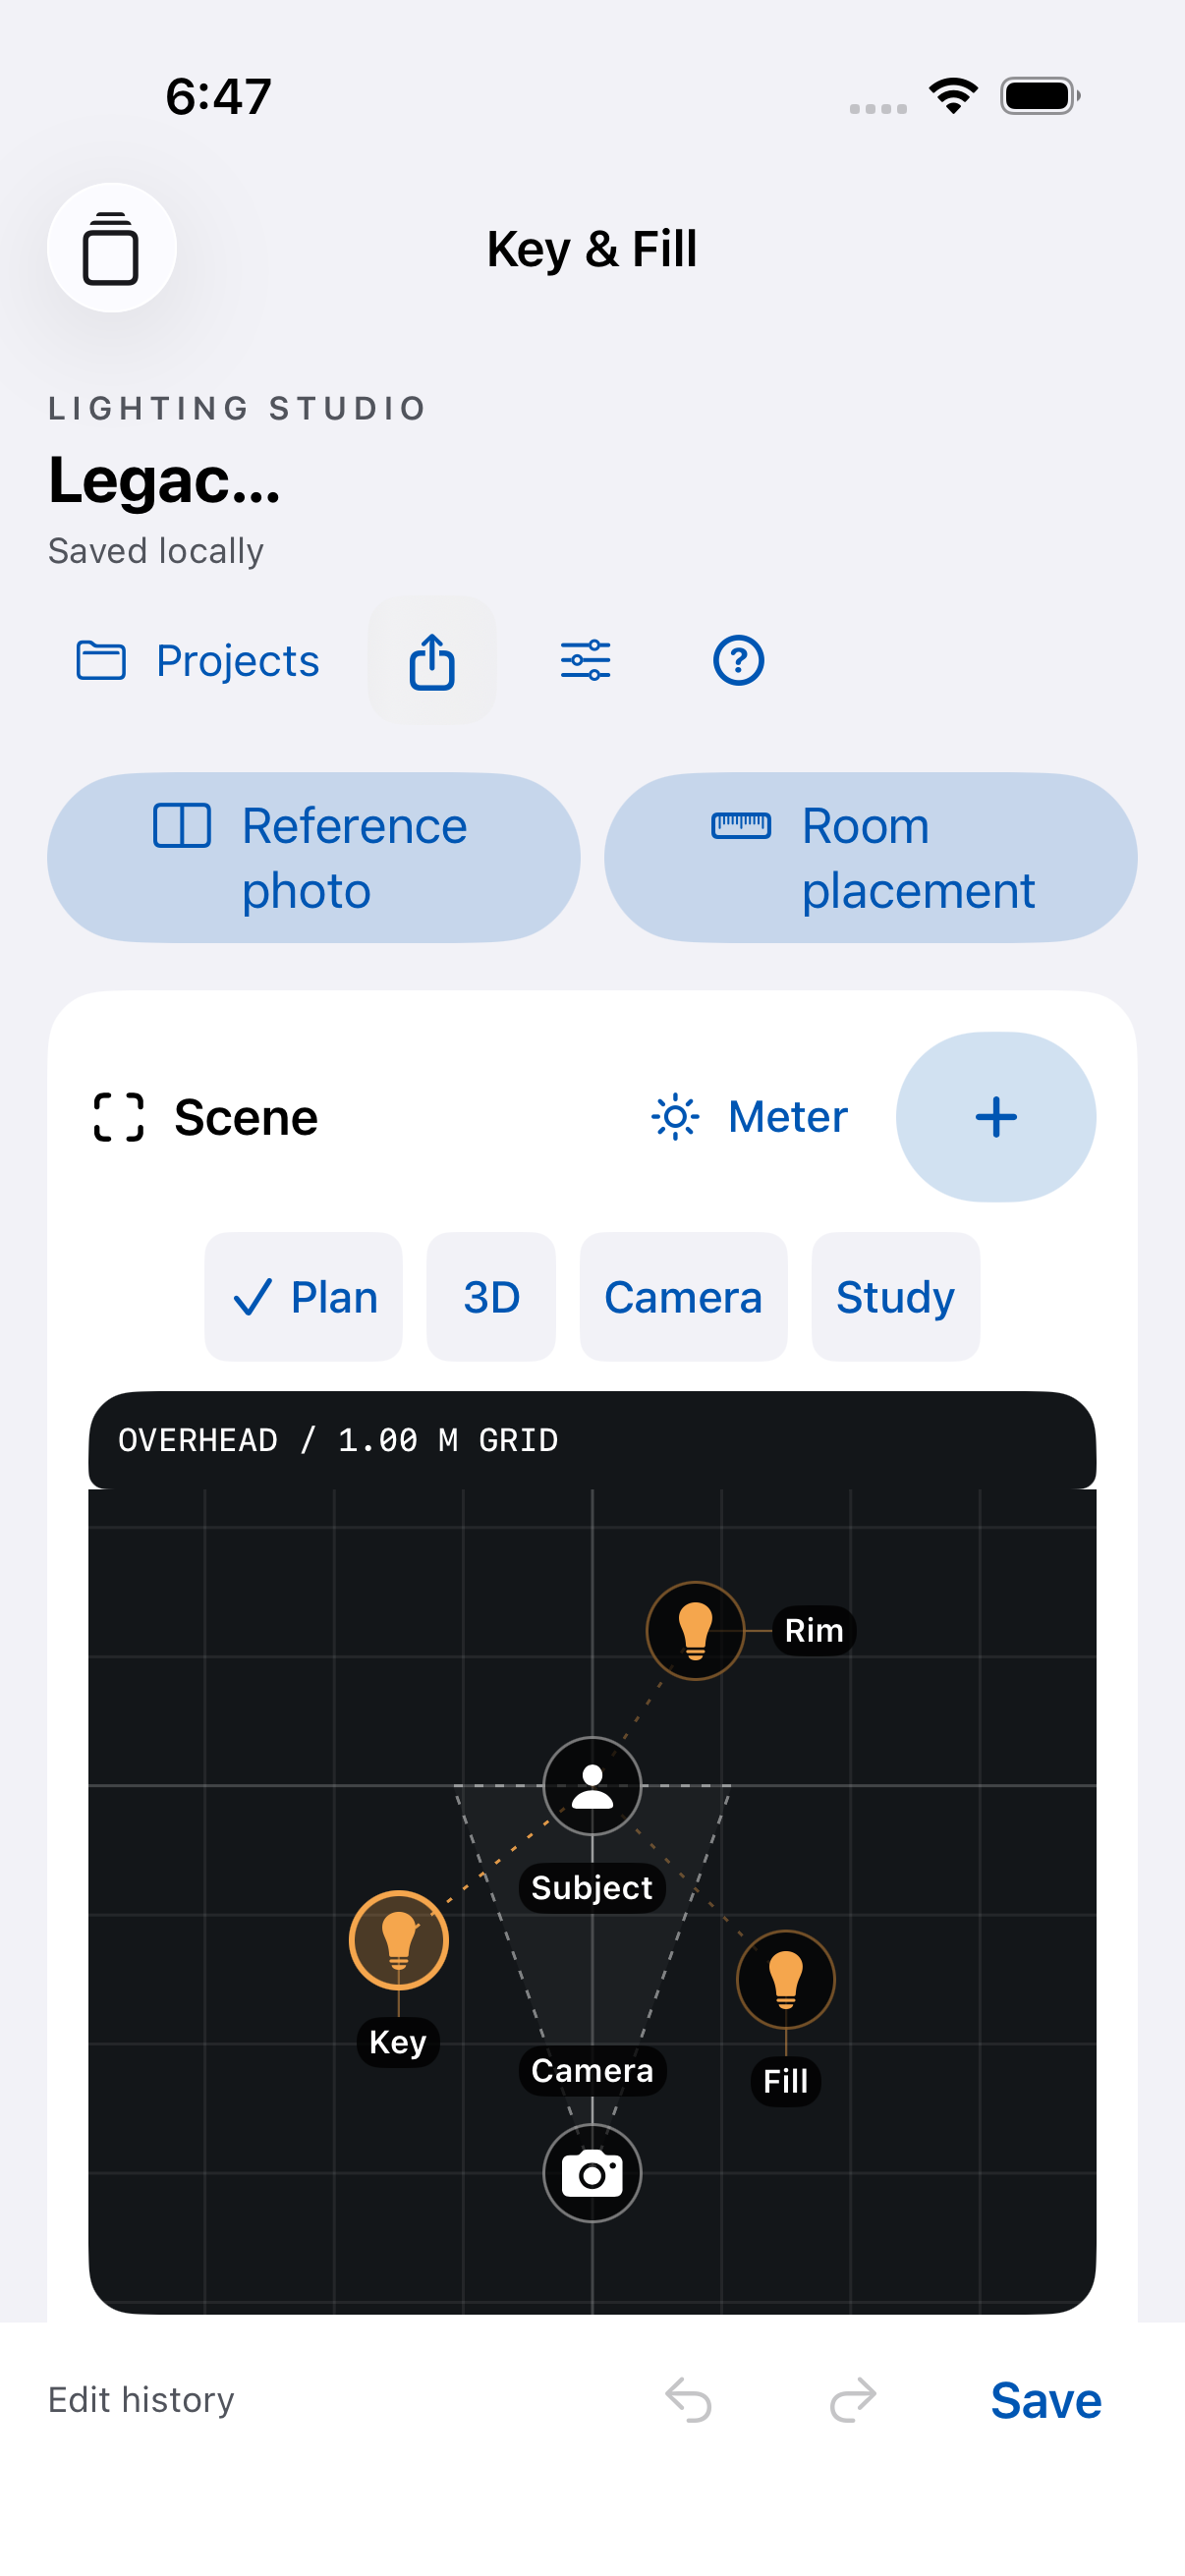 6:47
Key & Fill
LIGHTING STUDIO
Legac...
Saved locally
Projects
Reference
photo
Room
placement
Scene
Meter
Plan
3D
Camera
Study
OVERHEAD / 1.00 M GRID
Rim
Subject
Key
Camera
Fill
Edit history
Save